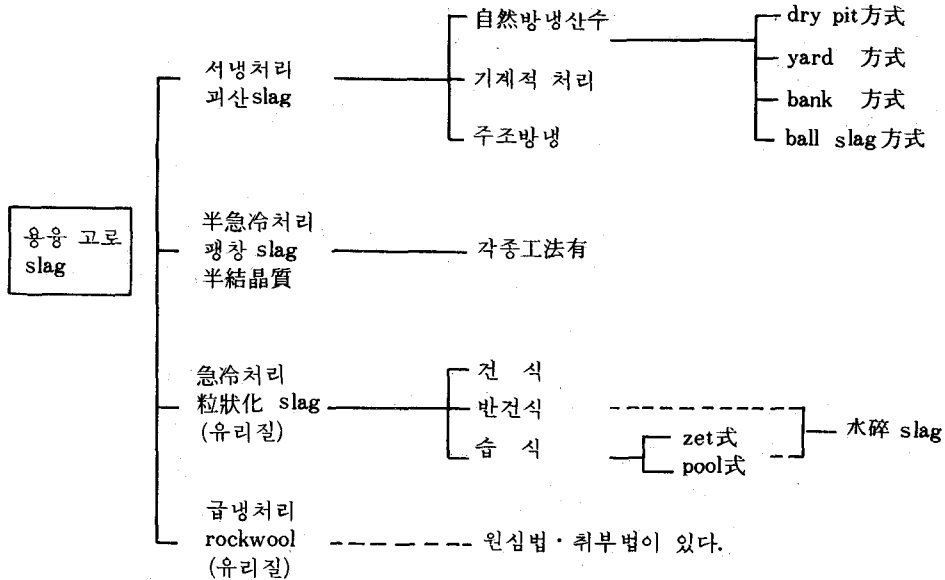 용융 고로
slag
서냉처리
괴산slag
自然방냉산수
기계적 처리
주조방냉
dry pit方式
yard 方式
bank 方式
ball slag方式
半急冷처리
팽창 slag
半結晶質
각종工法有
急冷처리
粒狀化 slag
(유리질)
건 식
반건식
습 식
zet式
pool式
水碎 slag
급냉처리
rockwool
(유리질)
원심법·취부법이 있다.